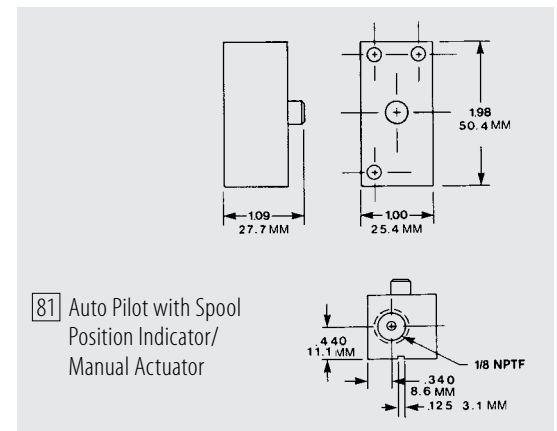 1.98
50.4 MM
1.09
27.7 MM
1.00
25.4 MM
81 Auto Pilot with Spool
Position Indicator/
Manual Actuator
.440
11.1 MM
1/8 NPTF
.340
8.6 MM
.125 3.1 MM